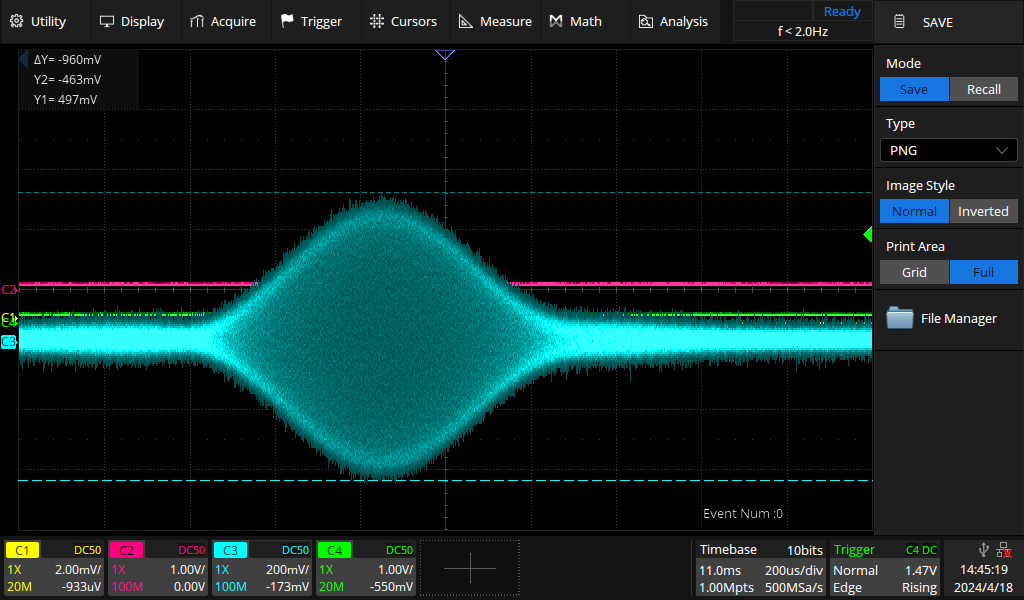 Utility Display Acquire Trigger Cursors Measure Math Analysis Ready SAVE
f < 2.0Hz
ΔY= -960mV
Y2= -463mV
Y1= 497mV
Mode
Save Recall
Type
PNG
Image Style
Normal Inverted
Print Area
Grid Full
File Manager
C2
C1
C4
C3
Event Num :0
C1 DC50 C2 DC50 C3 DC50 C4 DC50 Timebase 10bits Trigger C4 DC
1X 2.00mV/ 1X 1.00V/ 1X 200mV/ 1X 1.00V/ 11.0ms 200us/div Normal 1.47V 14:45:19
20M -933uV 100M 0.00V 100M -173mV 20M -550mV 1.00Mpts 500MSa/s Edge Rising 2024/4/18